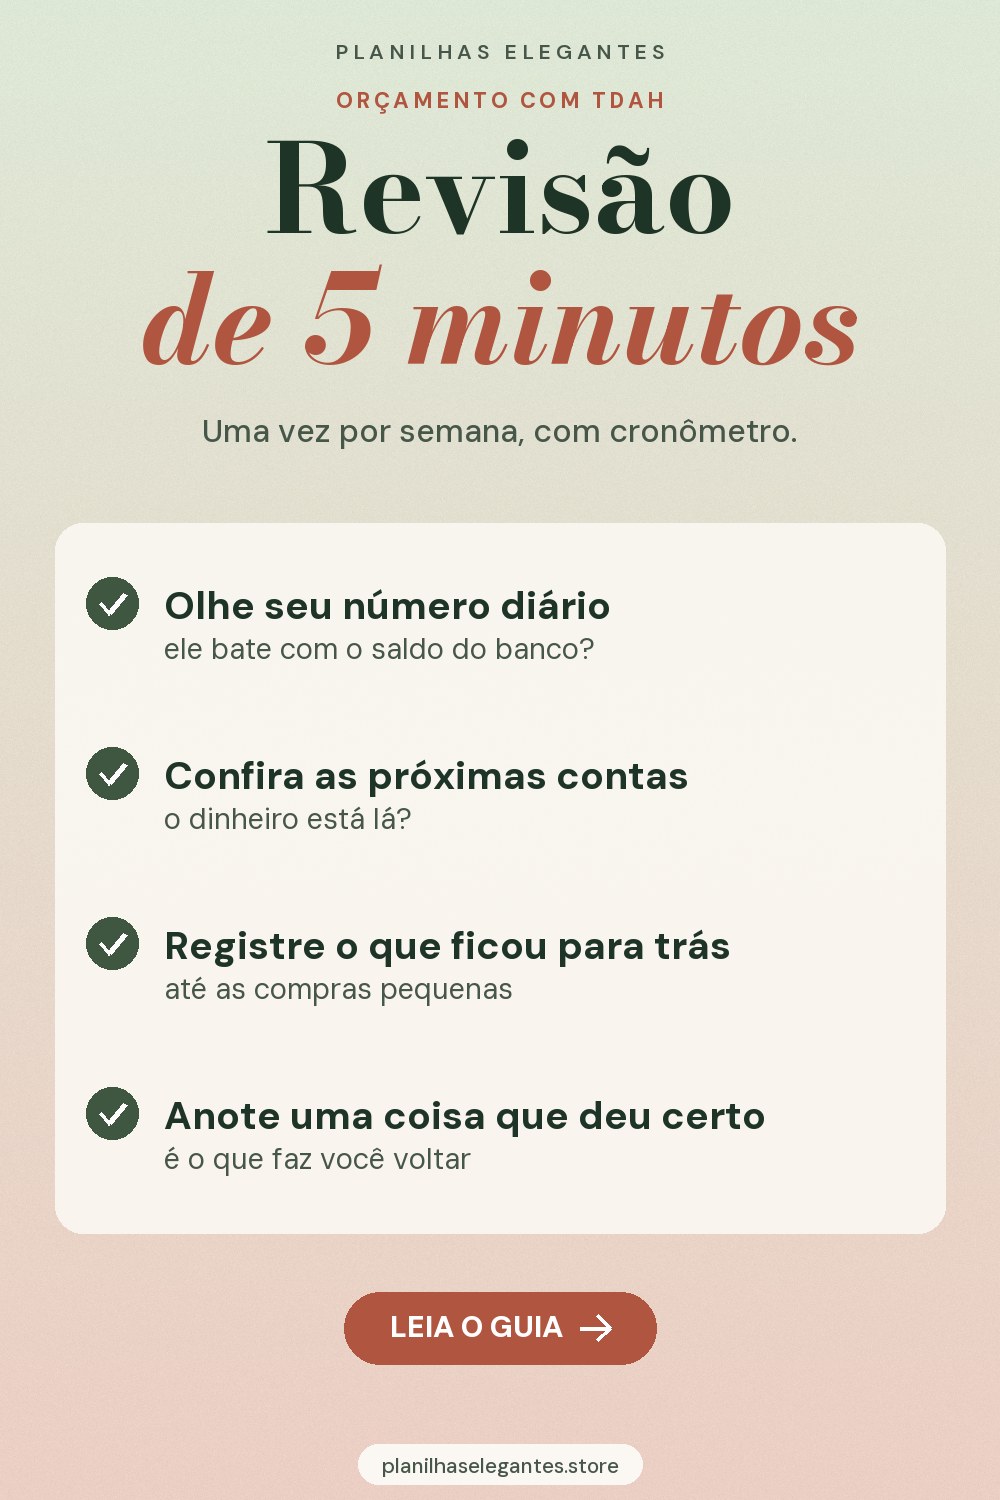 PLANILHAS ELEGANTES
ORÇAMENTO COM TDAH
Revisão
de 5 minutos
Uma vez por semana, com cronômetro.
Olhe seu número diário
ele bate com o saldo do banco?
Confira as próximas contas
o dinheiro está lá?
Registre o que ficou para trás
até as compras pequenas
Anote uma coisa que deu certo
é o que faz você voltar
LEIA O GUIA →
planilhaselegantes.store